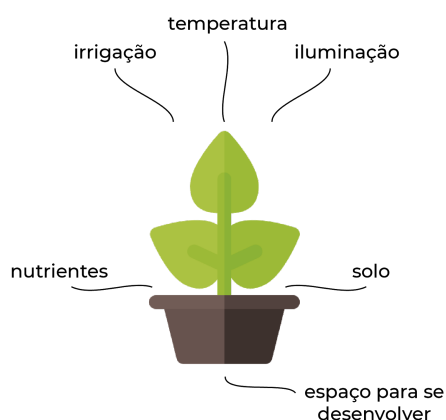 temperatura
irrigação
iluminação
nutrientes
solo
espaço para se
desenvolver